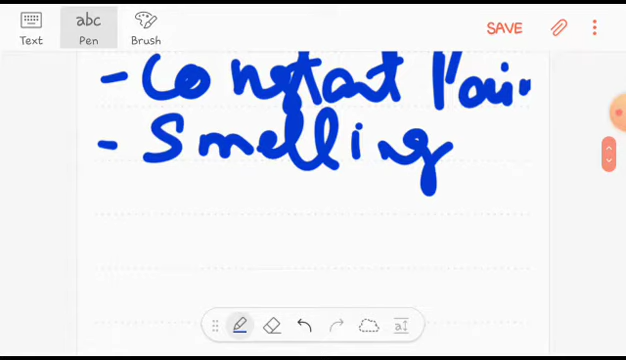 Text
abc
Pen
Brush
SAVE
- Constant Pain
- Smelling